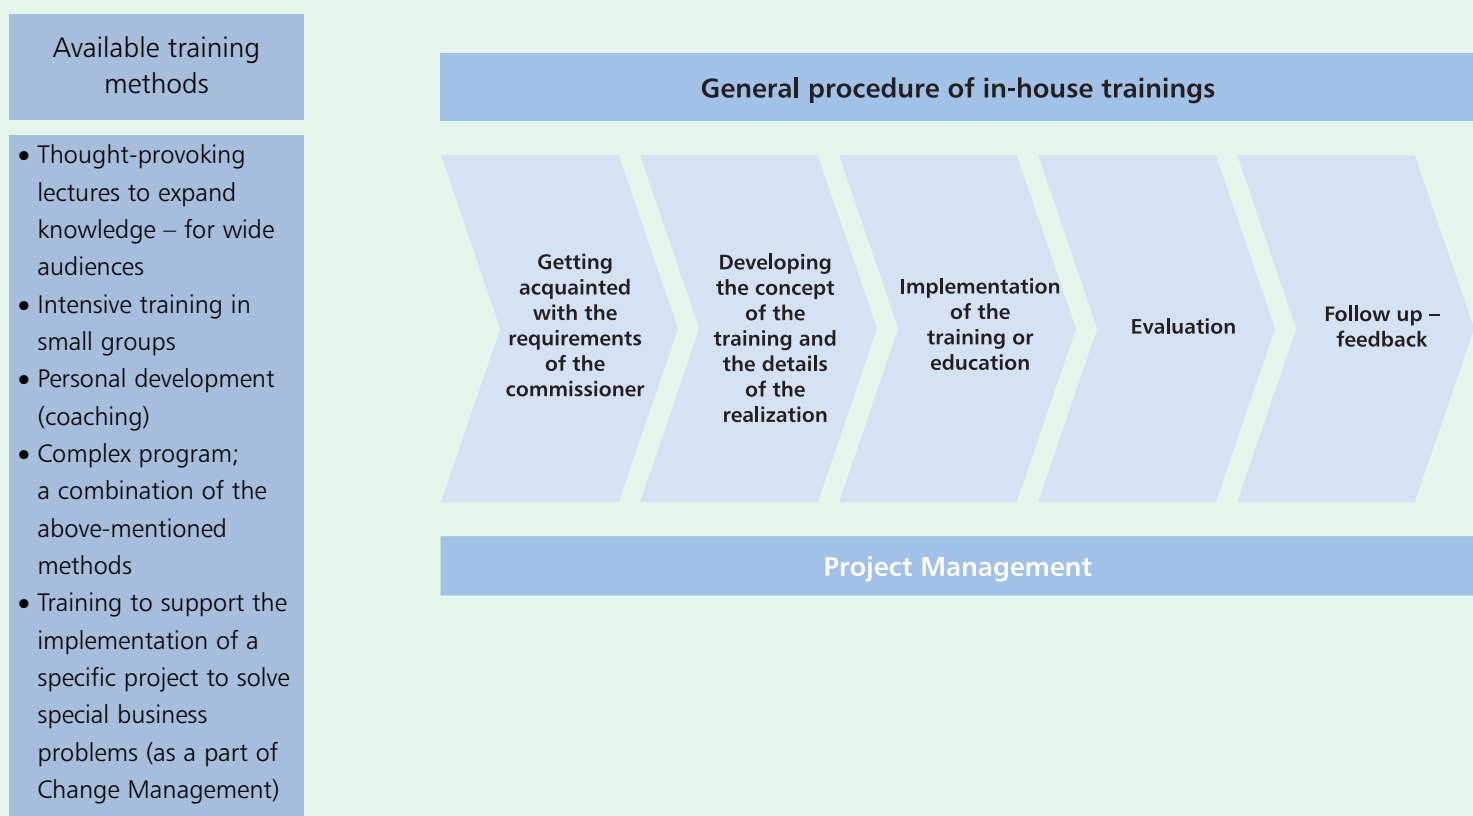 Available training
methods
• Thought-provoking
lectures to expand
knowledge – for wide
audiences
• Intensive training in
small groups
• Personal development
(coaching)
• Complex program;
a combination of the
above-mentioned
methods
• Training to support the
implementation of a
specific project to solve
special business
problems (as a part of
Change Management)
General procedure of in-house trainings
Getting
acquainted
with the
requirements
of the
commissioner
Developing
the concept
of the
training and
the details
of the
realization
Implementation
of the
training or
education
Evaluation
Follow up –
feedback
Project Management